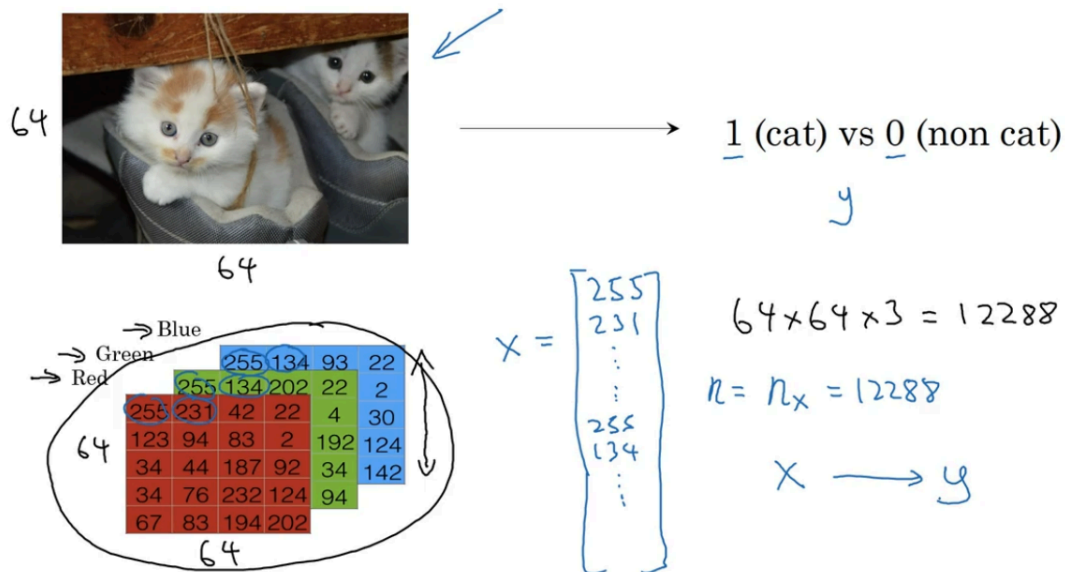 64
64
1 (cat) vs 0 (non cat)
y
Blue
Green
Red
255 134 93 22
2
30
124
142
255 134 202 22
4
192
34
94
255 231 42 22
123 94 83 2
34 44 187 92
34 76 232 124
67 83 194 202
64
64
x =
255
231
⋮
⋮
255
134
⋮
64×64×3 = 12288
n = nₓ = 12288
x → y